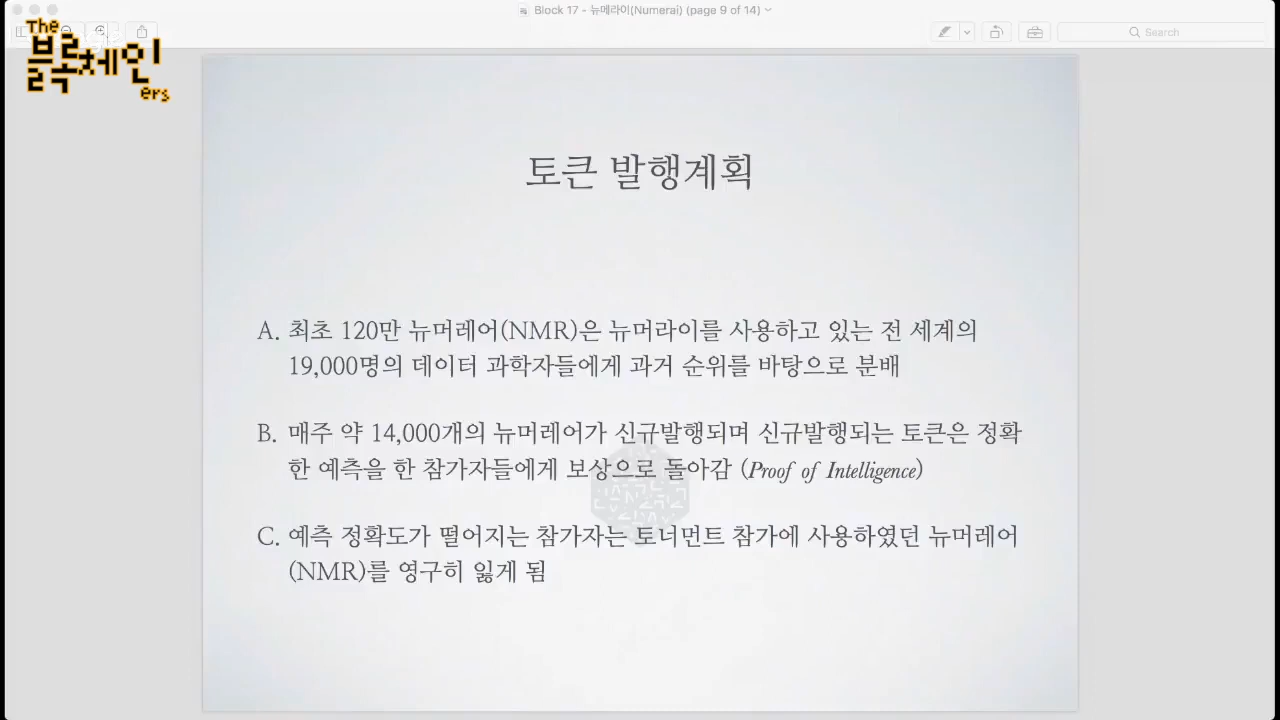 Block 17 - 뉴메라이(Numerai) (page 9 of 14)
The
블록체인
ers
Search
토큰 발행계획
A. 최초 120만 뉴머레어(NMR)은 뉴머라이를 사용하고 있는 전 세계의
19,000명의 데이터 과학자들에게 과거 순위를 바탕으로 분배
B. 매주 약 14,000개의 뉴머레어가 신규발행되며 신규발행되는 토큰은 정확
한 예측을 한 참가자들에게 보상으로 돌아감 (Proof of Intelligence)
C. 예측 정확도가 떨어지는 참가자는 토너먼트 참가에 사용하였던 뉴머레어
(NMR)를 영구히 잃게 됨